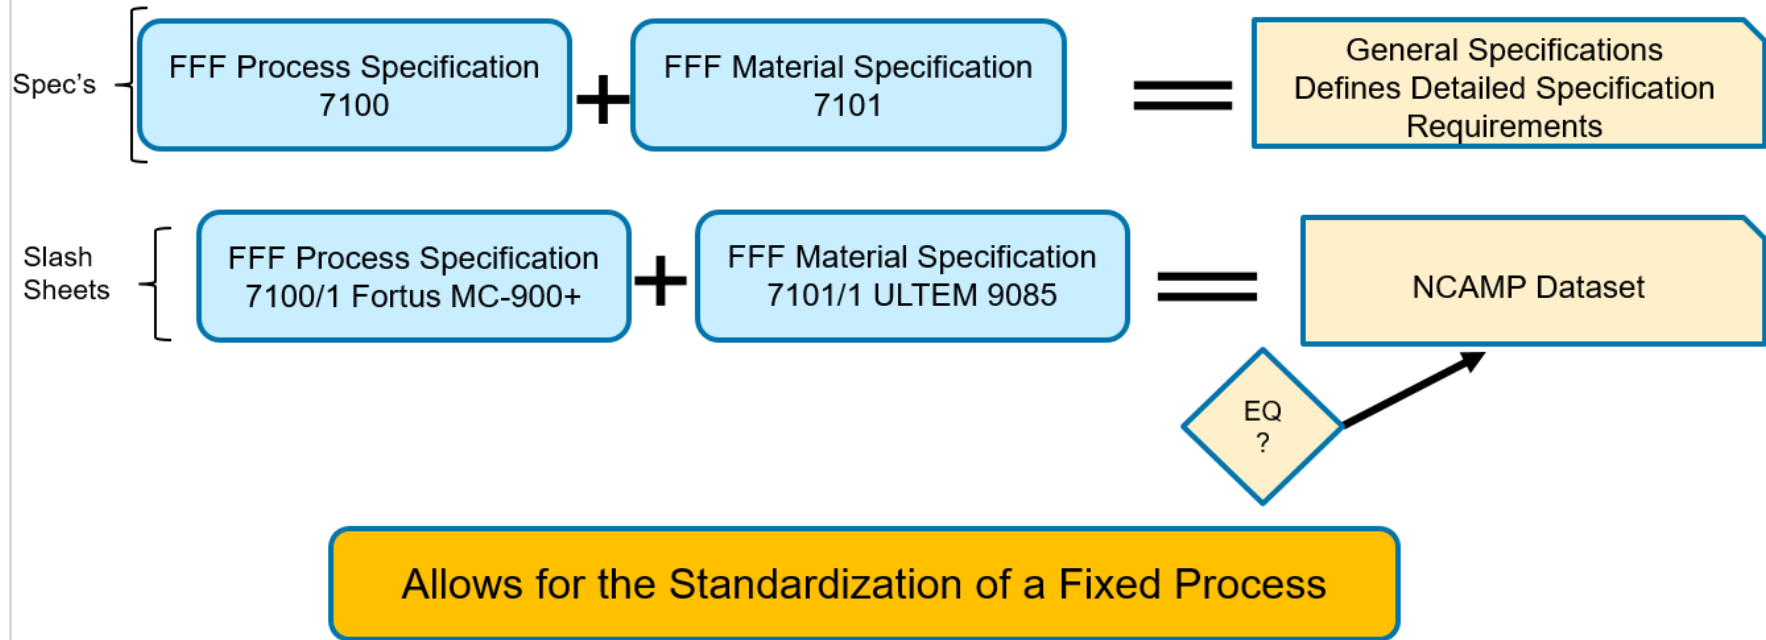 Spec's
FFF Process Specification
7100
+
FFF Material Specification
7101
=
General Specifications
Defines Detailed Specification
Requirements
Slash
Sheets
FFF Process Specification
7100/1 Fortus MC-900+
+
FFF Material Specification
7101/1 ULTEM 9085
=
NCAMP Dataset
EQ
?
Allows for the Standardization of a Fixed Process